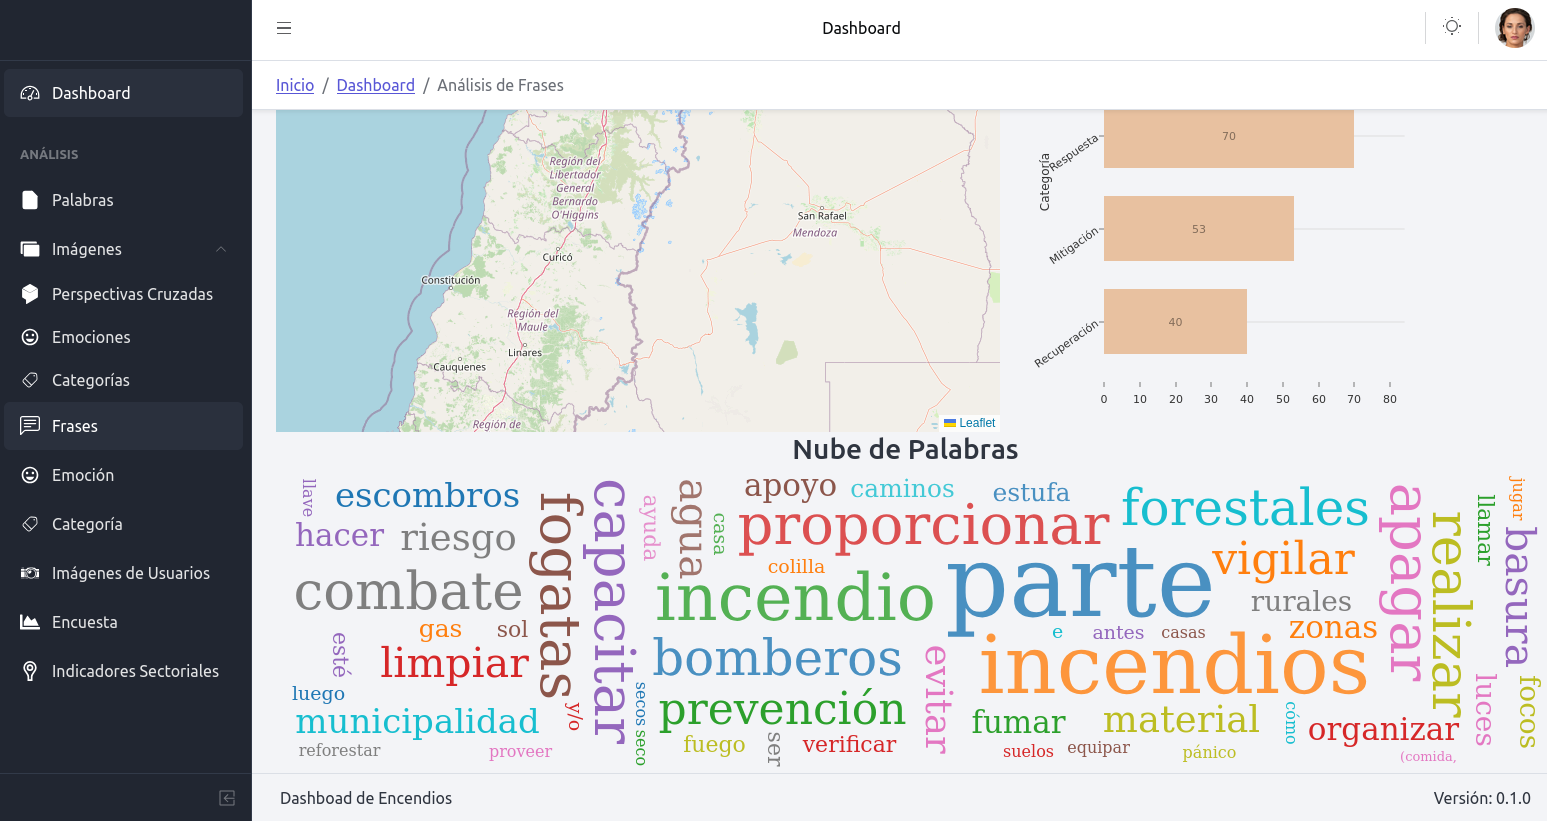 Dashboard
Inicio / Dashboard / Análisis de Frases
Dashboard
ANÁLISIS
Palabras
Imágenes
Perspectivas Cruzadas
Emociones
Categorías
Frases
Emoción
Categoría
Imágenes de Usuarios
Encuesta
Indicadores Sectoriales
Región del
Libertador
General
Bernardo
O'Higgins
San Rafael
Mendoza
Curicó
Constitución
Región del
Maule
Linares
Cauquenes
Región de
Leaflet
Categoría
Respuesta
70
Mitigación
53
Recuperación
40
0 10 20 30 40 50 60 70 80
Nube de Palabras
llave
escombros
hacer
riesgo
combate
fogatas
capacitar
ayuda
agua
casa
apoyo
caminos
estufa
proporcionar
forestales
colilla
incendio
parte
vigilar
rurales
apagar
realizar
llamar
jugar
basura
gas
sol
esté
limpiar
luego
municipalidad
reforestar
proveer
y/o
secos
seco
bomberos
prevención
fuego
ser
verificar
evitar
e
antes
casas
zonas
incendios
fumar
suelos
equipar
material
pánico
cómo
organizar
(comida,
luces
focos
Dashboad de Encendios
Versión: 0.1.0